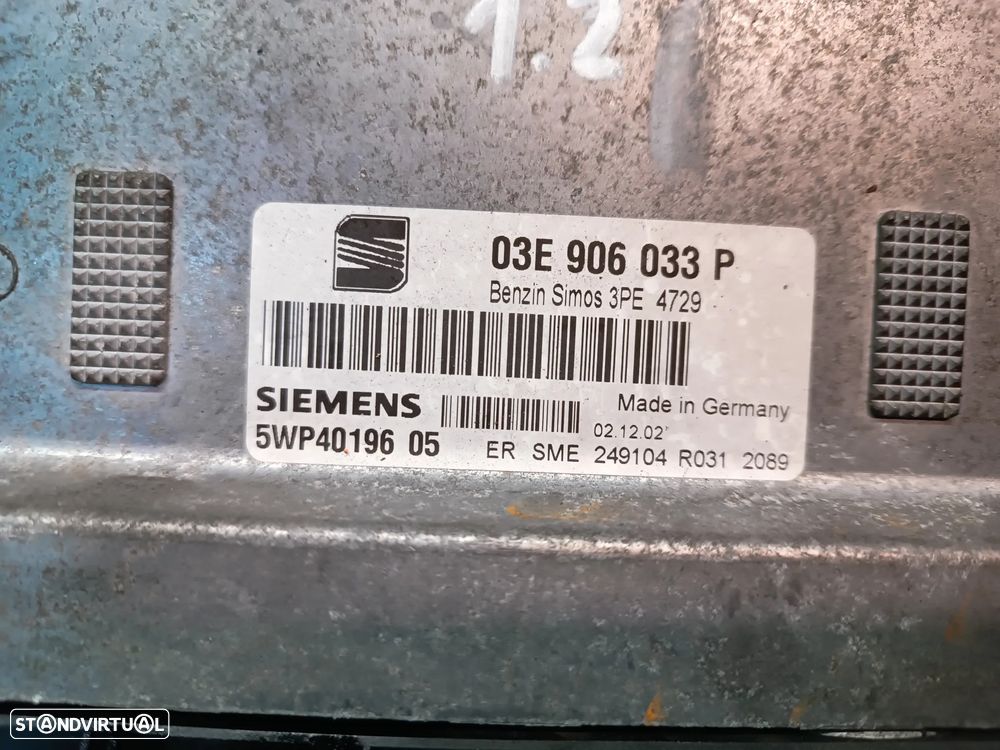 1.2
03E 906 033 P
Benzin Simos 3PE 4729
SIEMENS
Made in Germany
02.12.02
5WP40196 05
ER SME 249104 R031 2089
STANDVIRTUAL